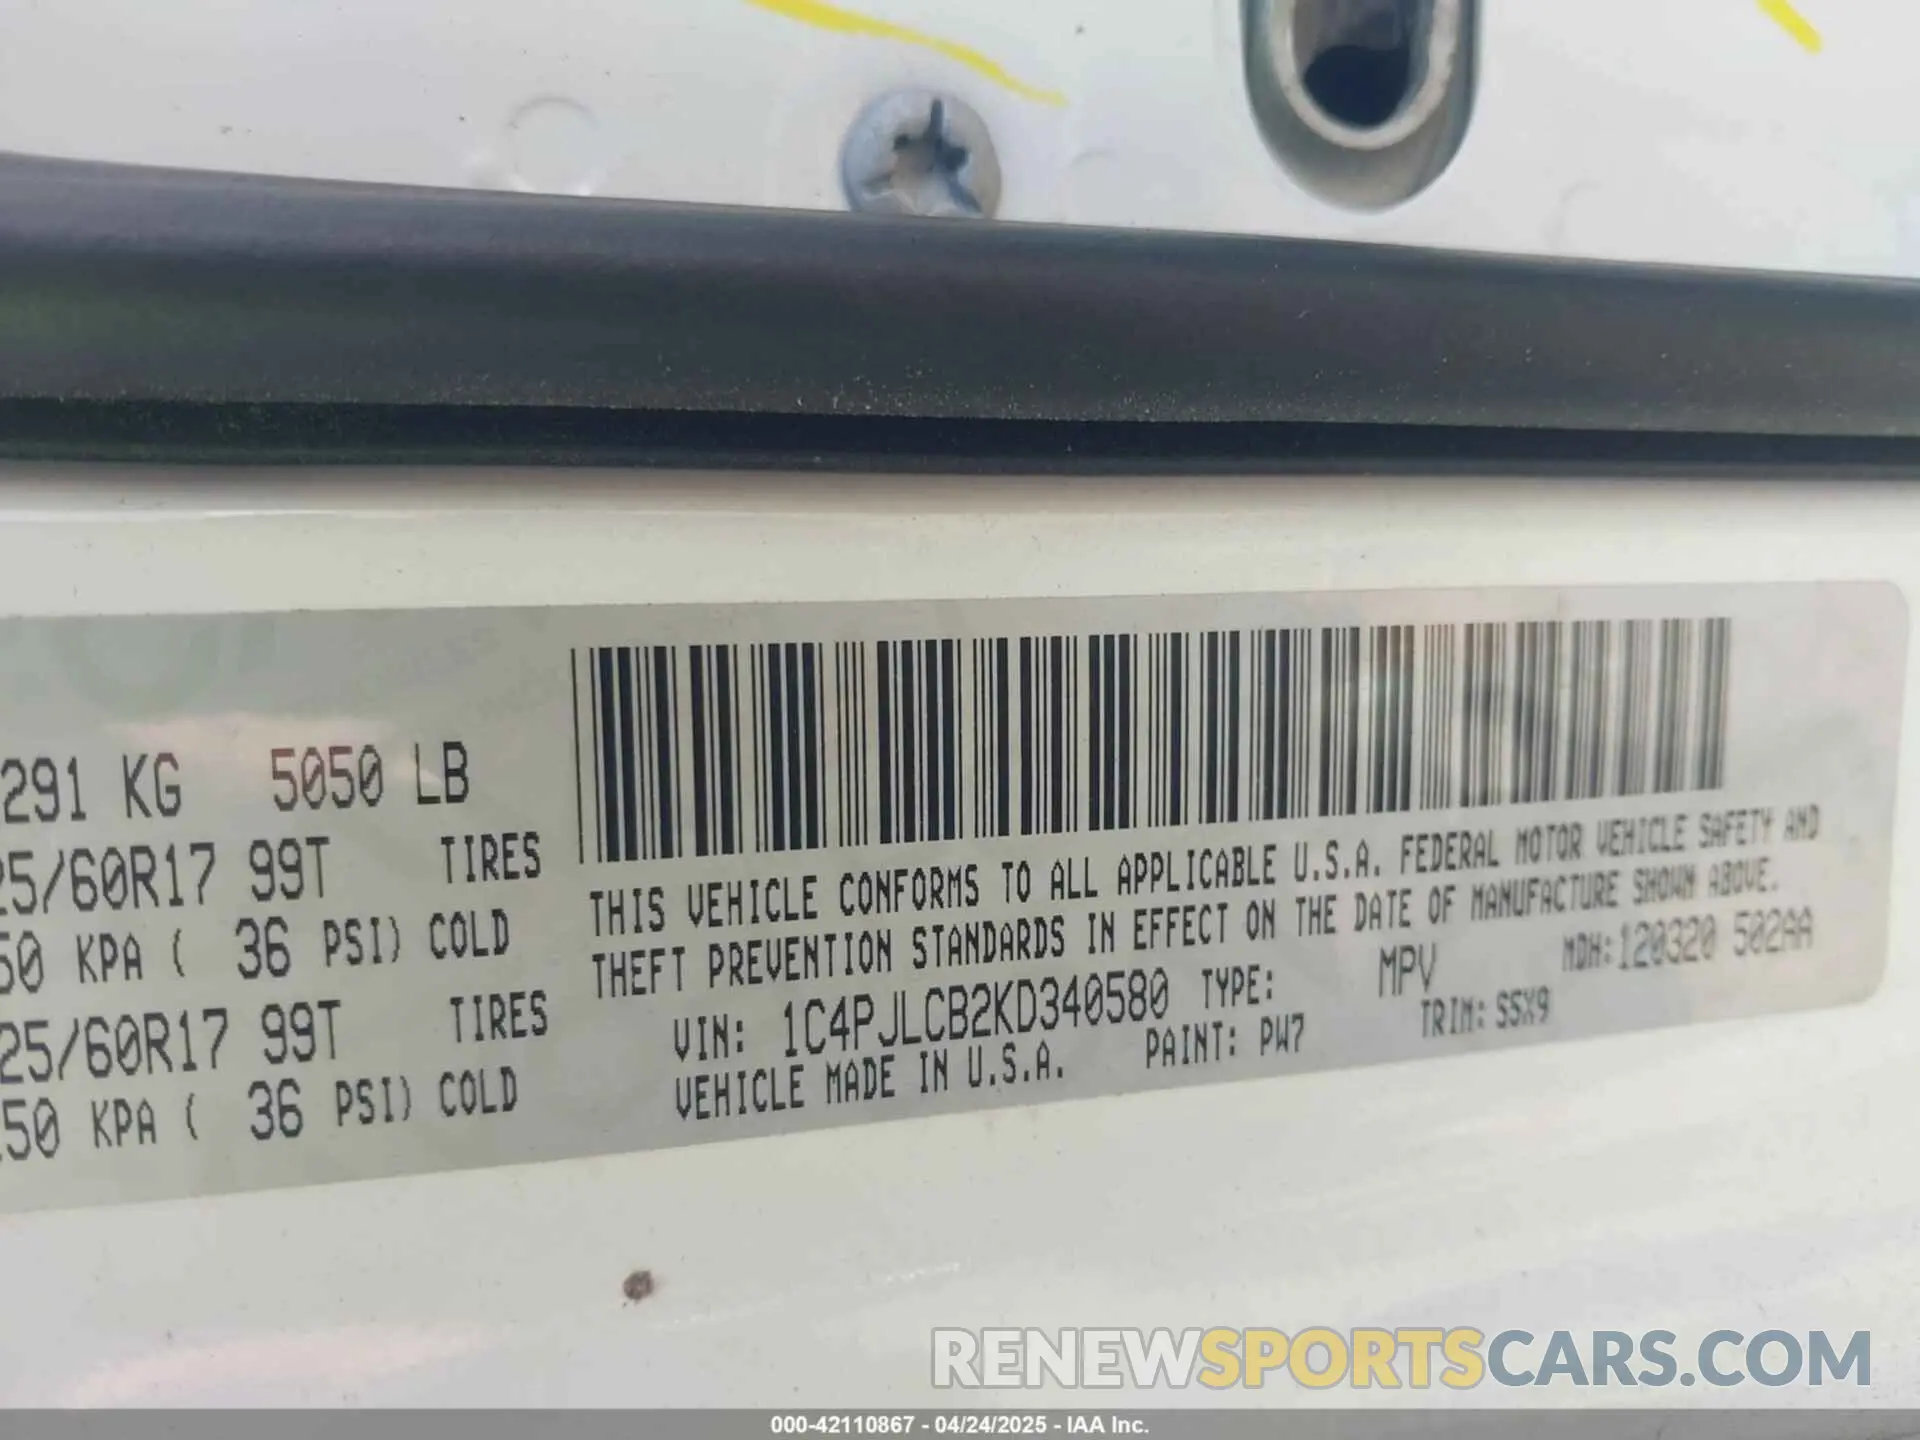 291 KG 5050 LB
25/60R17 99T TIRES
50 KPA ( 36 PSI) COLD
25/60R17 99T TIRES
250 KPA ( 36 PSI) COLD
THIS VEHICLE CONFORMS TO ALL APPLICABLE U.S.A. FEDERAL MOTOR VEHICLE SAFETY AND
THEFT PREVENTION STANDARDS IN EFFECT ON THE DATE OF MANUFACTURE SHOWN ABOVE.
VIN: 1C4PJLCB2KD340580 TYPE: MPV MDH:120320 502AA
VEHICLE MADE IN U.S.A. PAINT: PW7 TRIM: S5X9
RENEWSPORTSCARS.COM
000-42110867 - 04/24/2025 - IAA Inc.